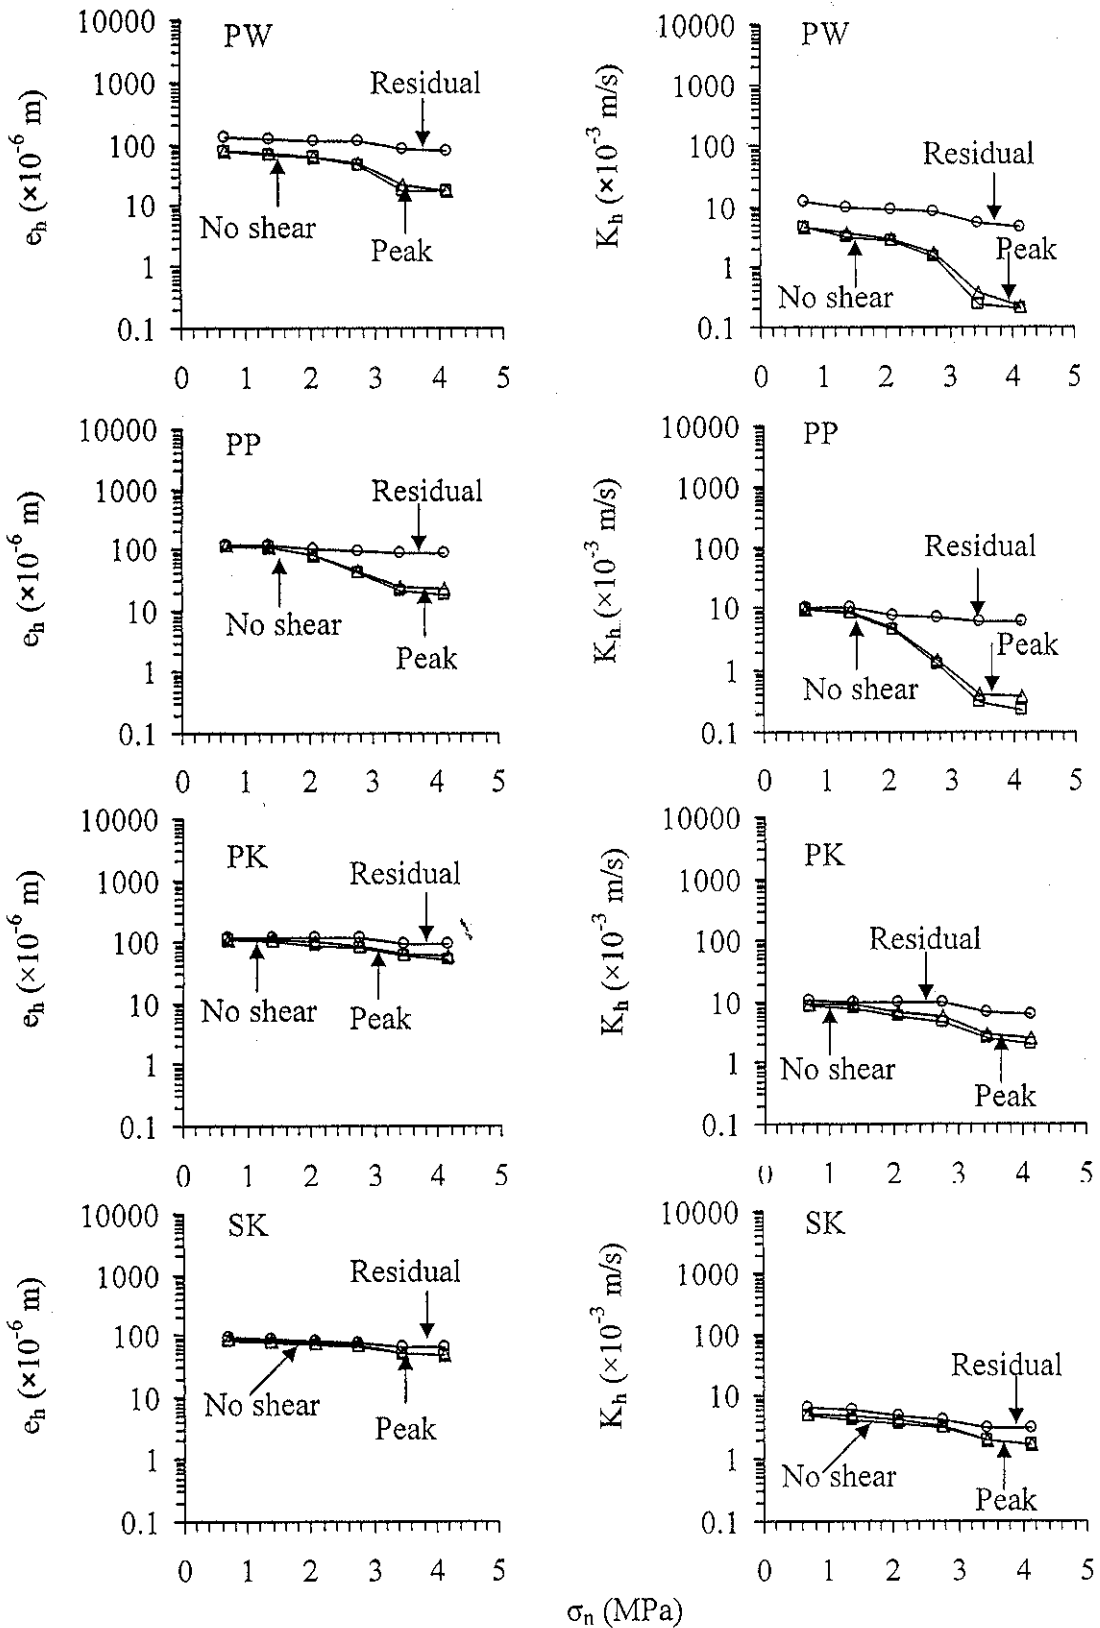 PW
e_h (×10⁻⁶ m)
10000
1000
100
10
1
0.1
Residual
No shear
Peak
0 1 2 3 4 5
PW
K_h (×10⁻³ m/s)
10000
1000
100
10
1
0.1
Residual
Peak
No shear
0 1 2 3 4 5
PP
e_h (×10⁻⁶ m)
10000
1000
100
10
1
0.1
Residual
No shear
Peak
0 1 2 3 4 5
PP
K_h (×10⁻³ m/s)
10000
1000
100
10
1
0.1
Residual
Peak
No shear
0 1 2 3 4 5
PK
e_h (×10⁻⁶ m)
10000
1000
100
10
1
0.1
Residual
No shear
Peak
0 1 2 3 4 5
PK
K_h (×10⁻³ m/s)
10000
1000
100
10
1
0.1
Residual
No shear
Peak
0 1 2 3 4 5
SK
e_h (×10⁻⁶ m)
10000
1000
100
10
1
0.1
Residual
No shear
Peak
0 1 2 3 4 5
SK
K_h (×10⁻³ m/s)
10000
1000
100
10
1
0.1
Residual
No shear
Peak
0 1 2 3 4 5
σ_n (MPa)